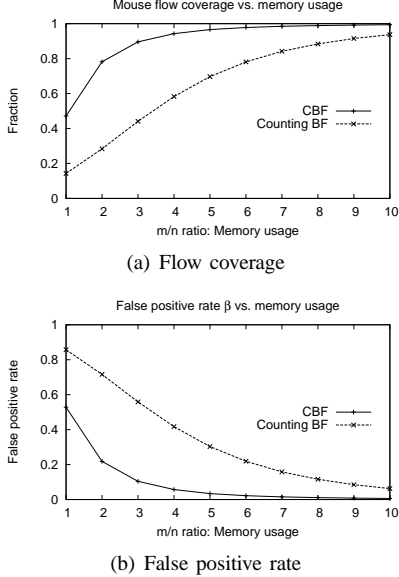 Mouse flow coverage vs. memory usage
1
0.8
0.6
0.4
0.2
0
Fraction
CBF
Counting BF
1 2 3 4 5 6 7 8 9 10
m/n ratio: Memory usage
(a) Flow coverage
False positive rate β vs. memory usage
1
0.8
0.6
0.4
0.2
0
False positive rate
CBF
Counting BF
1 2 3 4 5 6 7 8 9 10
m/n ratio: Memory usage
(b) False positive rate